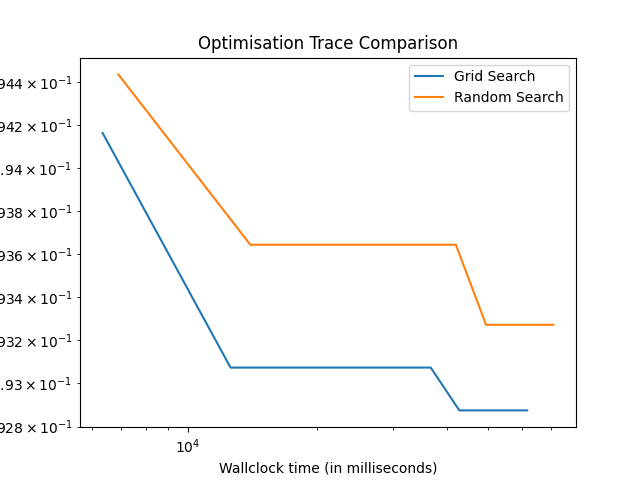 Optimisation Trace Comparison
Grid Search
Random Search
944 × 10⁻¹
942 × 10⁻¹
.94 × 10⁻¹
938 × 10⁻¹
936 × 10⁻¹
934 × 10⁻¹
932 × 10⁻¹
.93 × 10⁻¹
928 × 10⁻¹
10⁴
Wallclock time (in milliseconds)